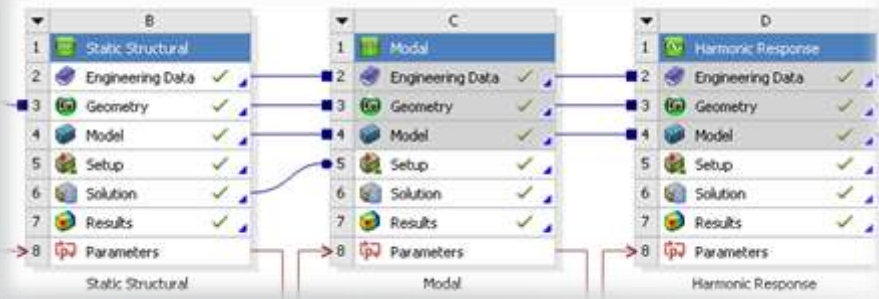 B
1 Static Structural
2 Engineering Data
3 Geometry
4 Model
5 Setup
6 Solution
7 Results
8 Parameters
Static Structural
C
1 Modal
2 Engineering Data
3 Geometry
4 Model
5 Setup
6 Solution
7 Results
8 Parameters
Modal
D
1 Harmonic Response
2 Engineering Data
3 Geometry
4 Model
5 Setup
6 Solution
7 Results
8 Parameters
Harmonic Response